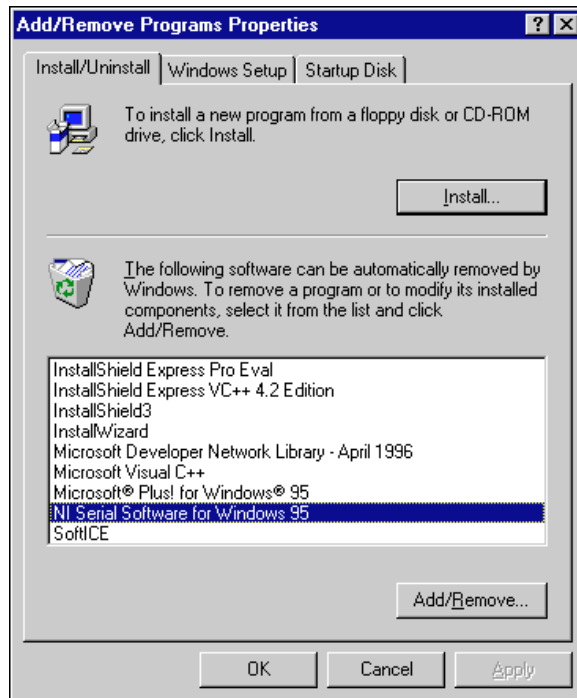 Add/Remove Programs Properties
?
Install/Uninstall Windows Setup Startup Disk
To install a new program from a floppy disk or CD-ROM
drive, click Install.
Install...
The following software can be automatically removed by
Windows. To remove a program or to modify its installed
components, select it from the list and click
Add/Remove.
InstallShield Express Pro Eval
InstallShield Express VC++ 4.2 Edition
InstallShield3
InstallWizard
Microsoft Developer Network Library - April 1996
Microsoft Visual C++
Microsoft® Plus! for Windows® 95
NI Serial Software for Windows 95
SoftICE
Add/Remove...
OK Cancel Apply